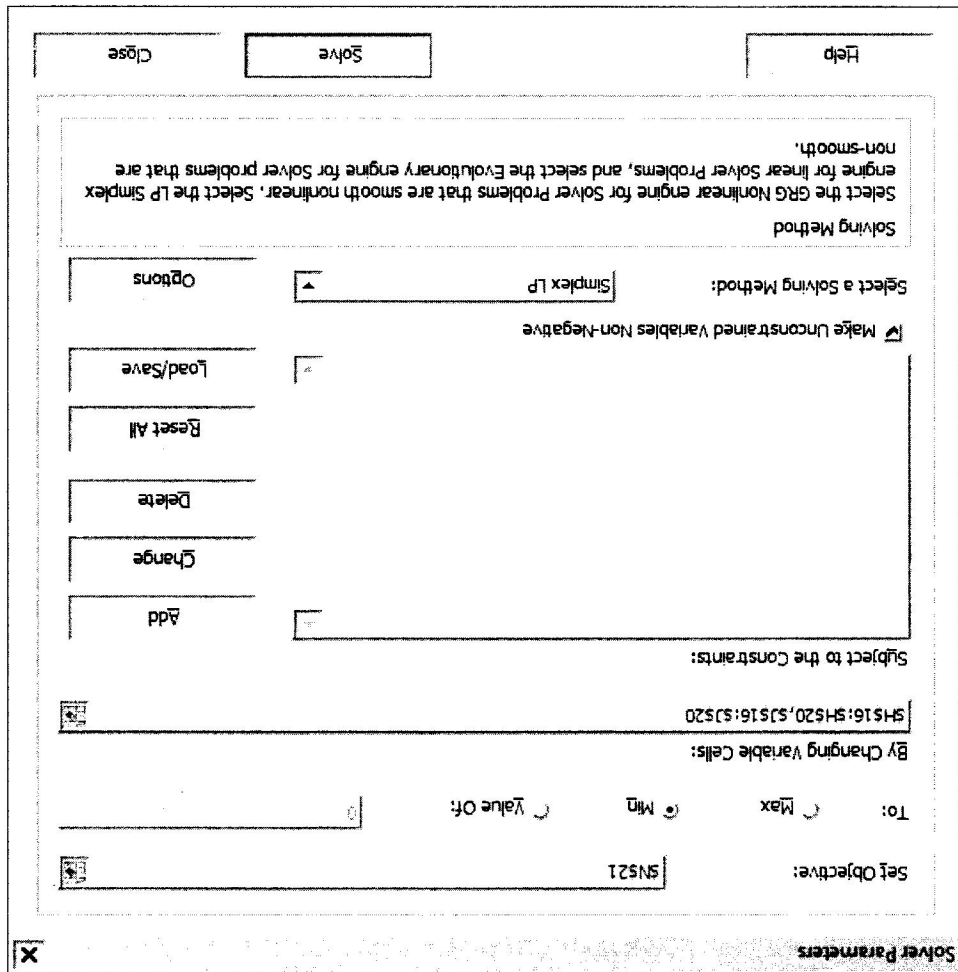 Solver Parameters
Set Objective: $N$21
To: Max Min Value Of: 0
By Changing Variable Cells:
$H$16:$H$20,$J$16:$J$20
Subject to the Constraints:
Add
Change
Delete
Reset All
Load/Save
Make Unconstrained Variables Non-Negative
Select a Solving Method: Simplex LP Options
Solving Method
Select the GRG Nonlinear engine for Solver Problems that are smooth nonlinear. Select the LP Simplex
engine for linear Solver Problems, and select the Evolutionary engine for Solver problems that are
non-smooth.
Help Solve Close